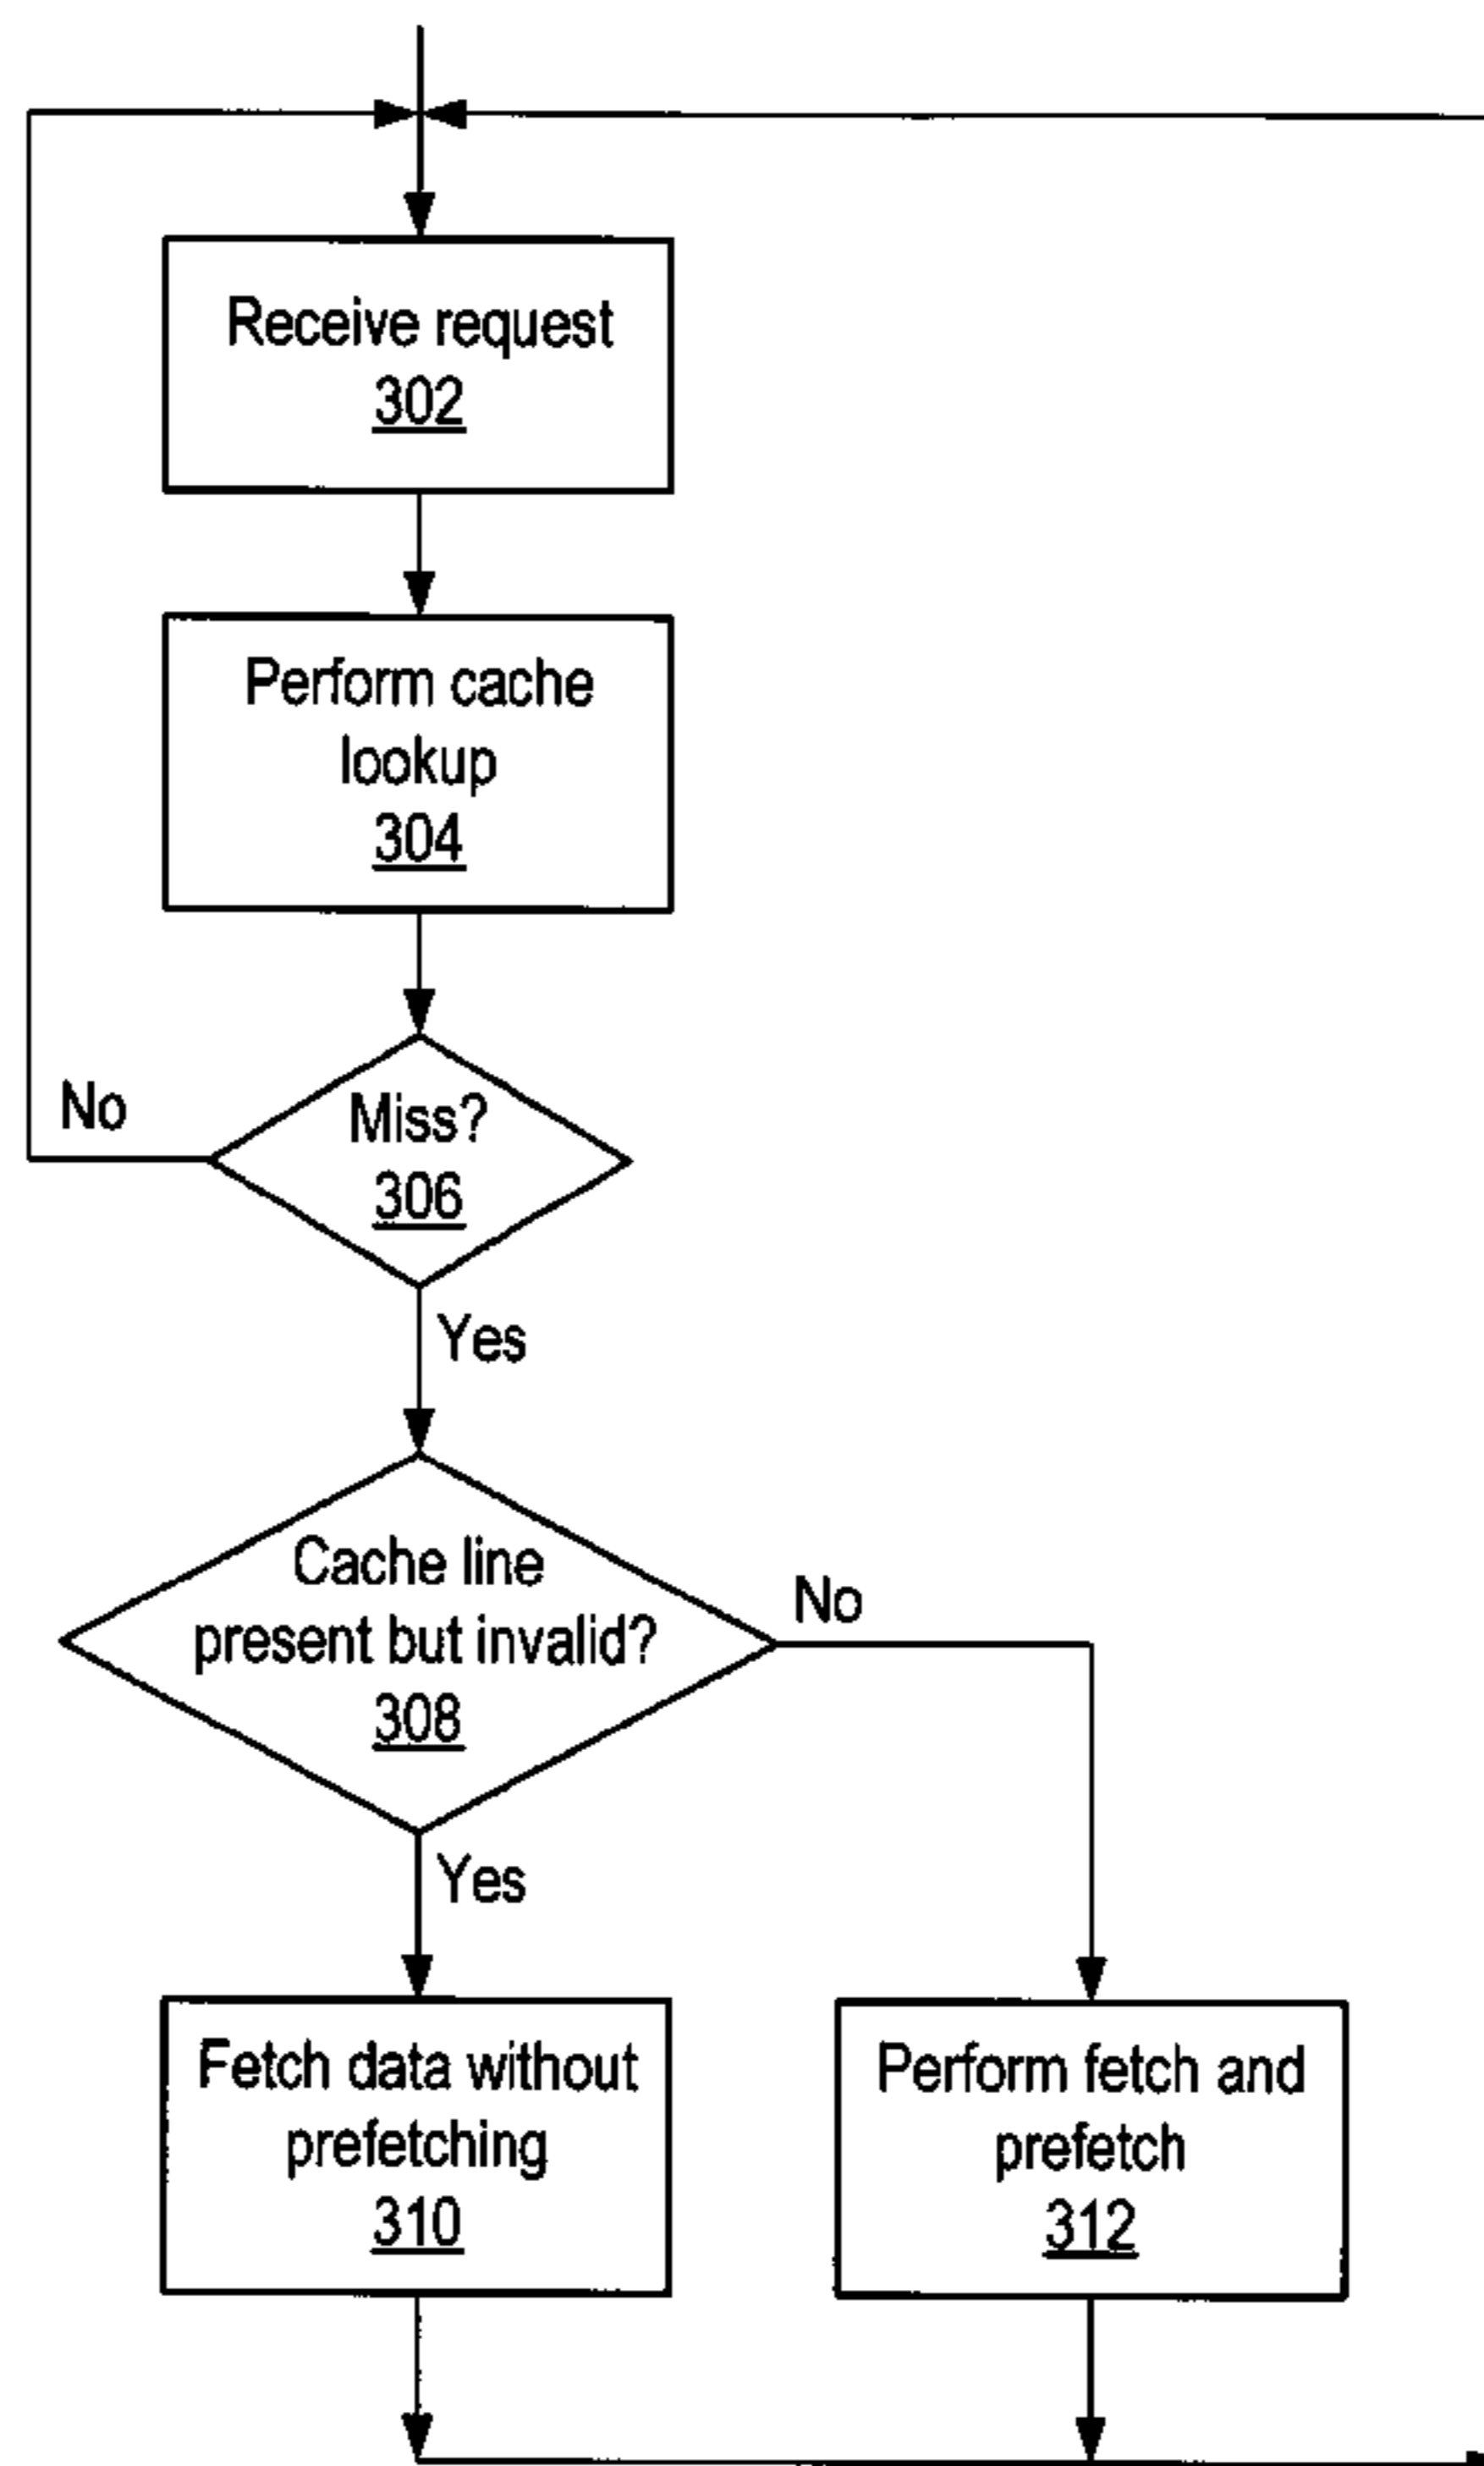 Receive request
302
Perform cache
lookup
304
Miss?
306
No
Yes
Cache line
present but invalid?
308
No
Yes
Fetch data without
prefetching
310
Perform fetch and
prefetch
312